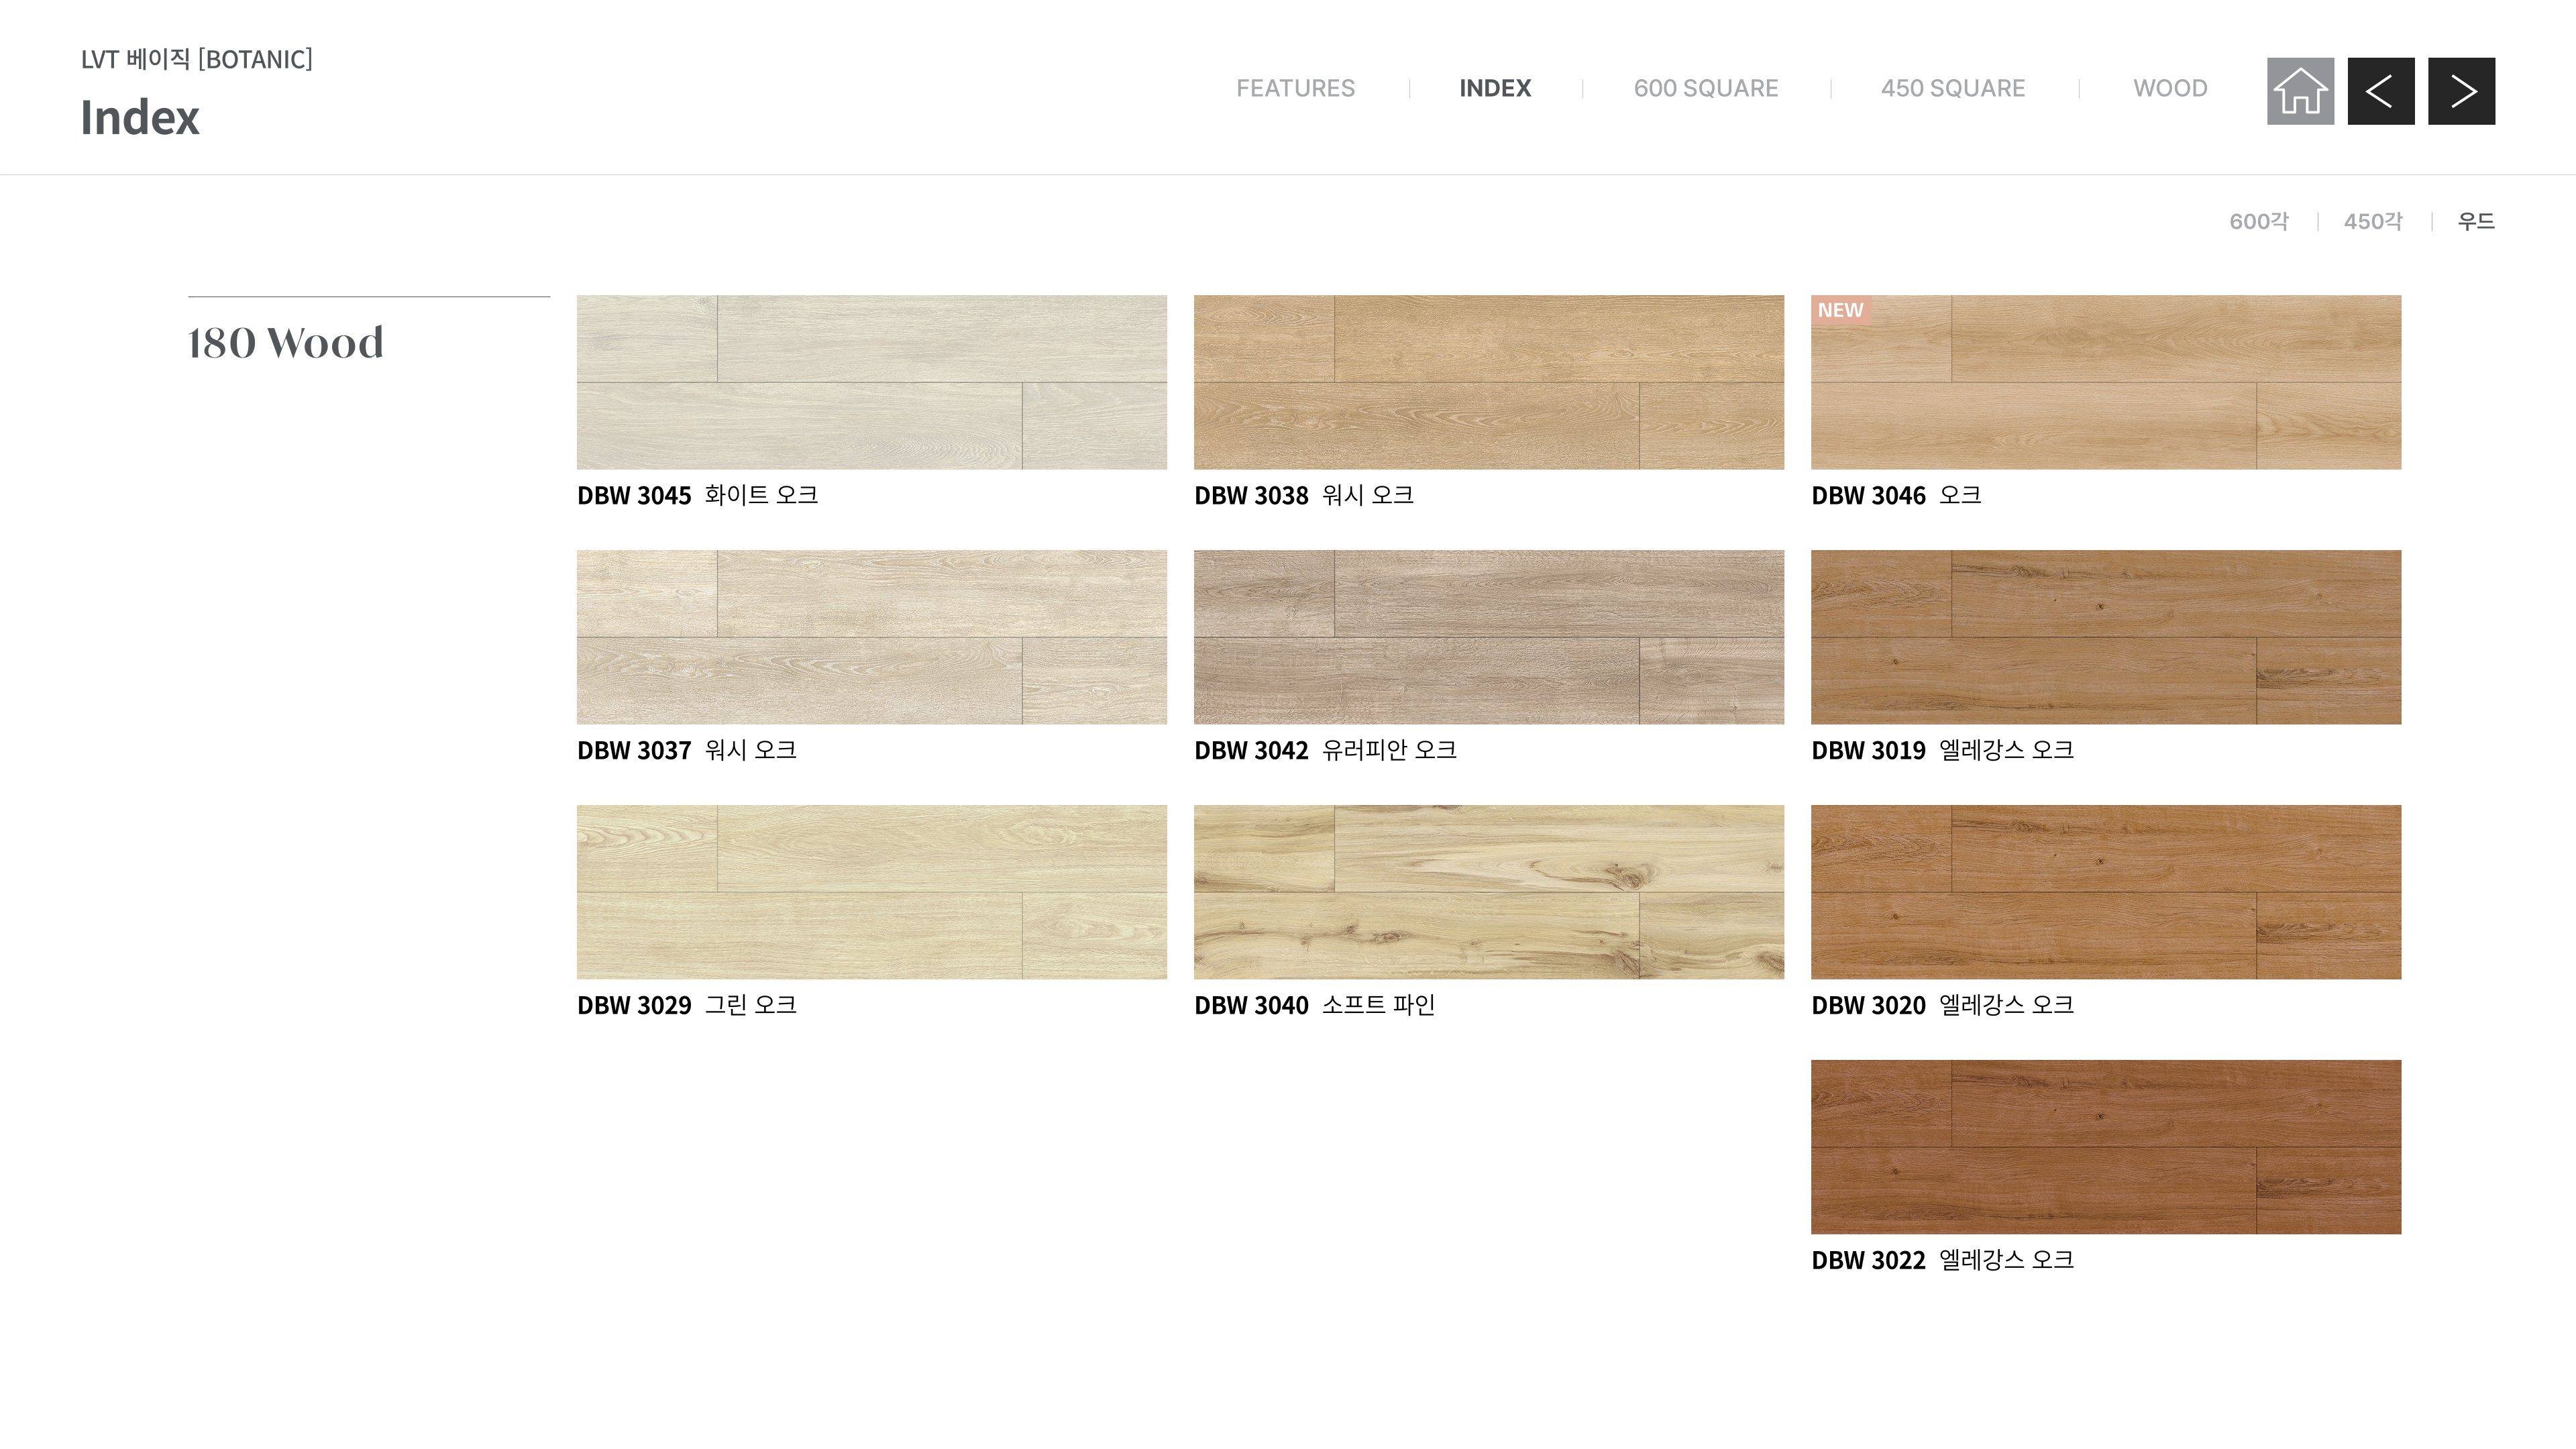 LVT 베이직 [BOTANIC]
Index
FEATURES
INDEX
600 SQUARE
450 SQUARE
WOOD
600각
450각
우드
180 Wood
DBW 3045 화이트 오크
DBW 3038 워시 오크
NEW
DBW 3046 오크
DBW 3037 워시 오크
DBW 3042 유러피안 오크
DBW 3019 엘레강스 오크
DBW 3029 그린 오크
DBW 3040 소프트 파인
DBW 3020 엘레강스 오크
DBW 3022 엘레강스 오크